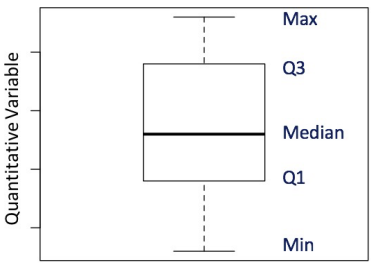 Max
Q3
Median
Q1
Min
Quantitative Variable